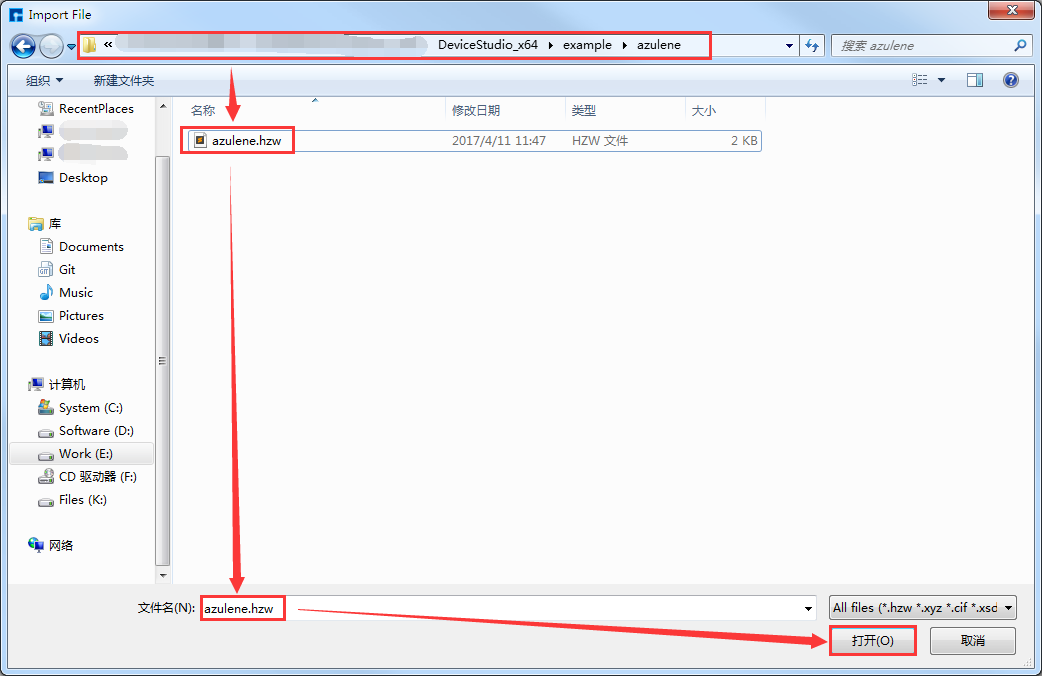 Import File
« DeviceStudio_x64 example azulene
搜索 azulene
组织 新建文件夹
名称 修改日期 类型 大小
azulene.hzw 2017/4/11 11:47 HZW 文件 2 KB
RecentPlaces
Desktop
库
Documents
Git
Music
Pictures
Videos
计算机
System (C:)
Software (D:)
Work (E:)
CD 驱动器 (F:)
Files (K:)
网络
文件名(N): azulene.hzw
All files (*.hzw *.xyz *.cif *.xsd
打开(O) 取消